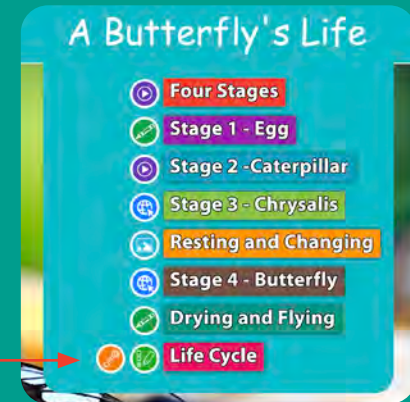 A Butterfly's Life
Four Stages
Stage 1 - Egg
Stage 2 -Caterpillar
Stage 3 - Chrysalis
Resting and Changing
Stage 4 - Butterfly
Drying and Flying
Life Cycle